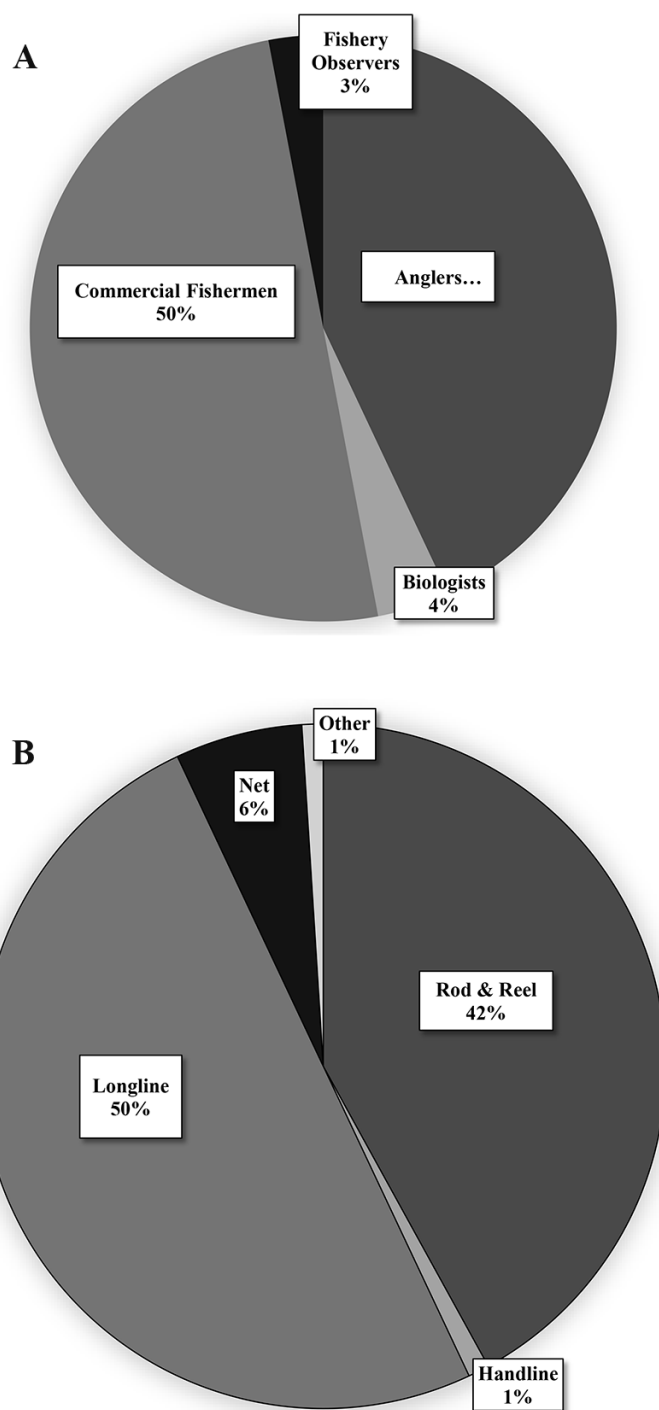 A
Fishery
Observers
3%
Anglers…
Commercial Fishermen
50%
Biologists
4%
B
Other
1%
Net
6%
Rod & Reel
42%
Longline
50%
Handline
1%